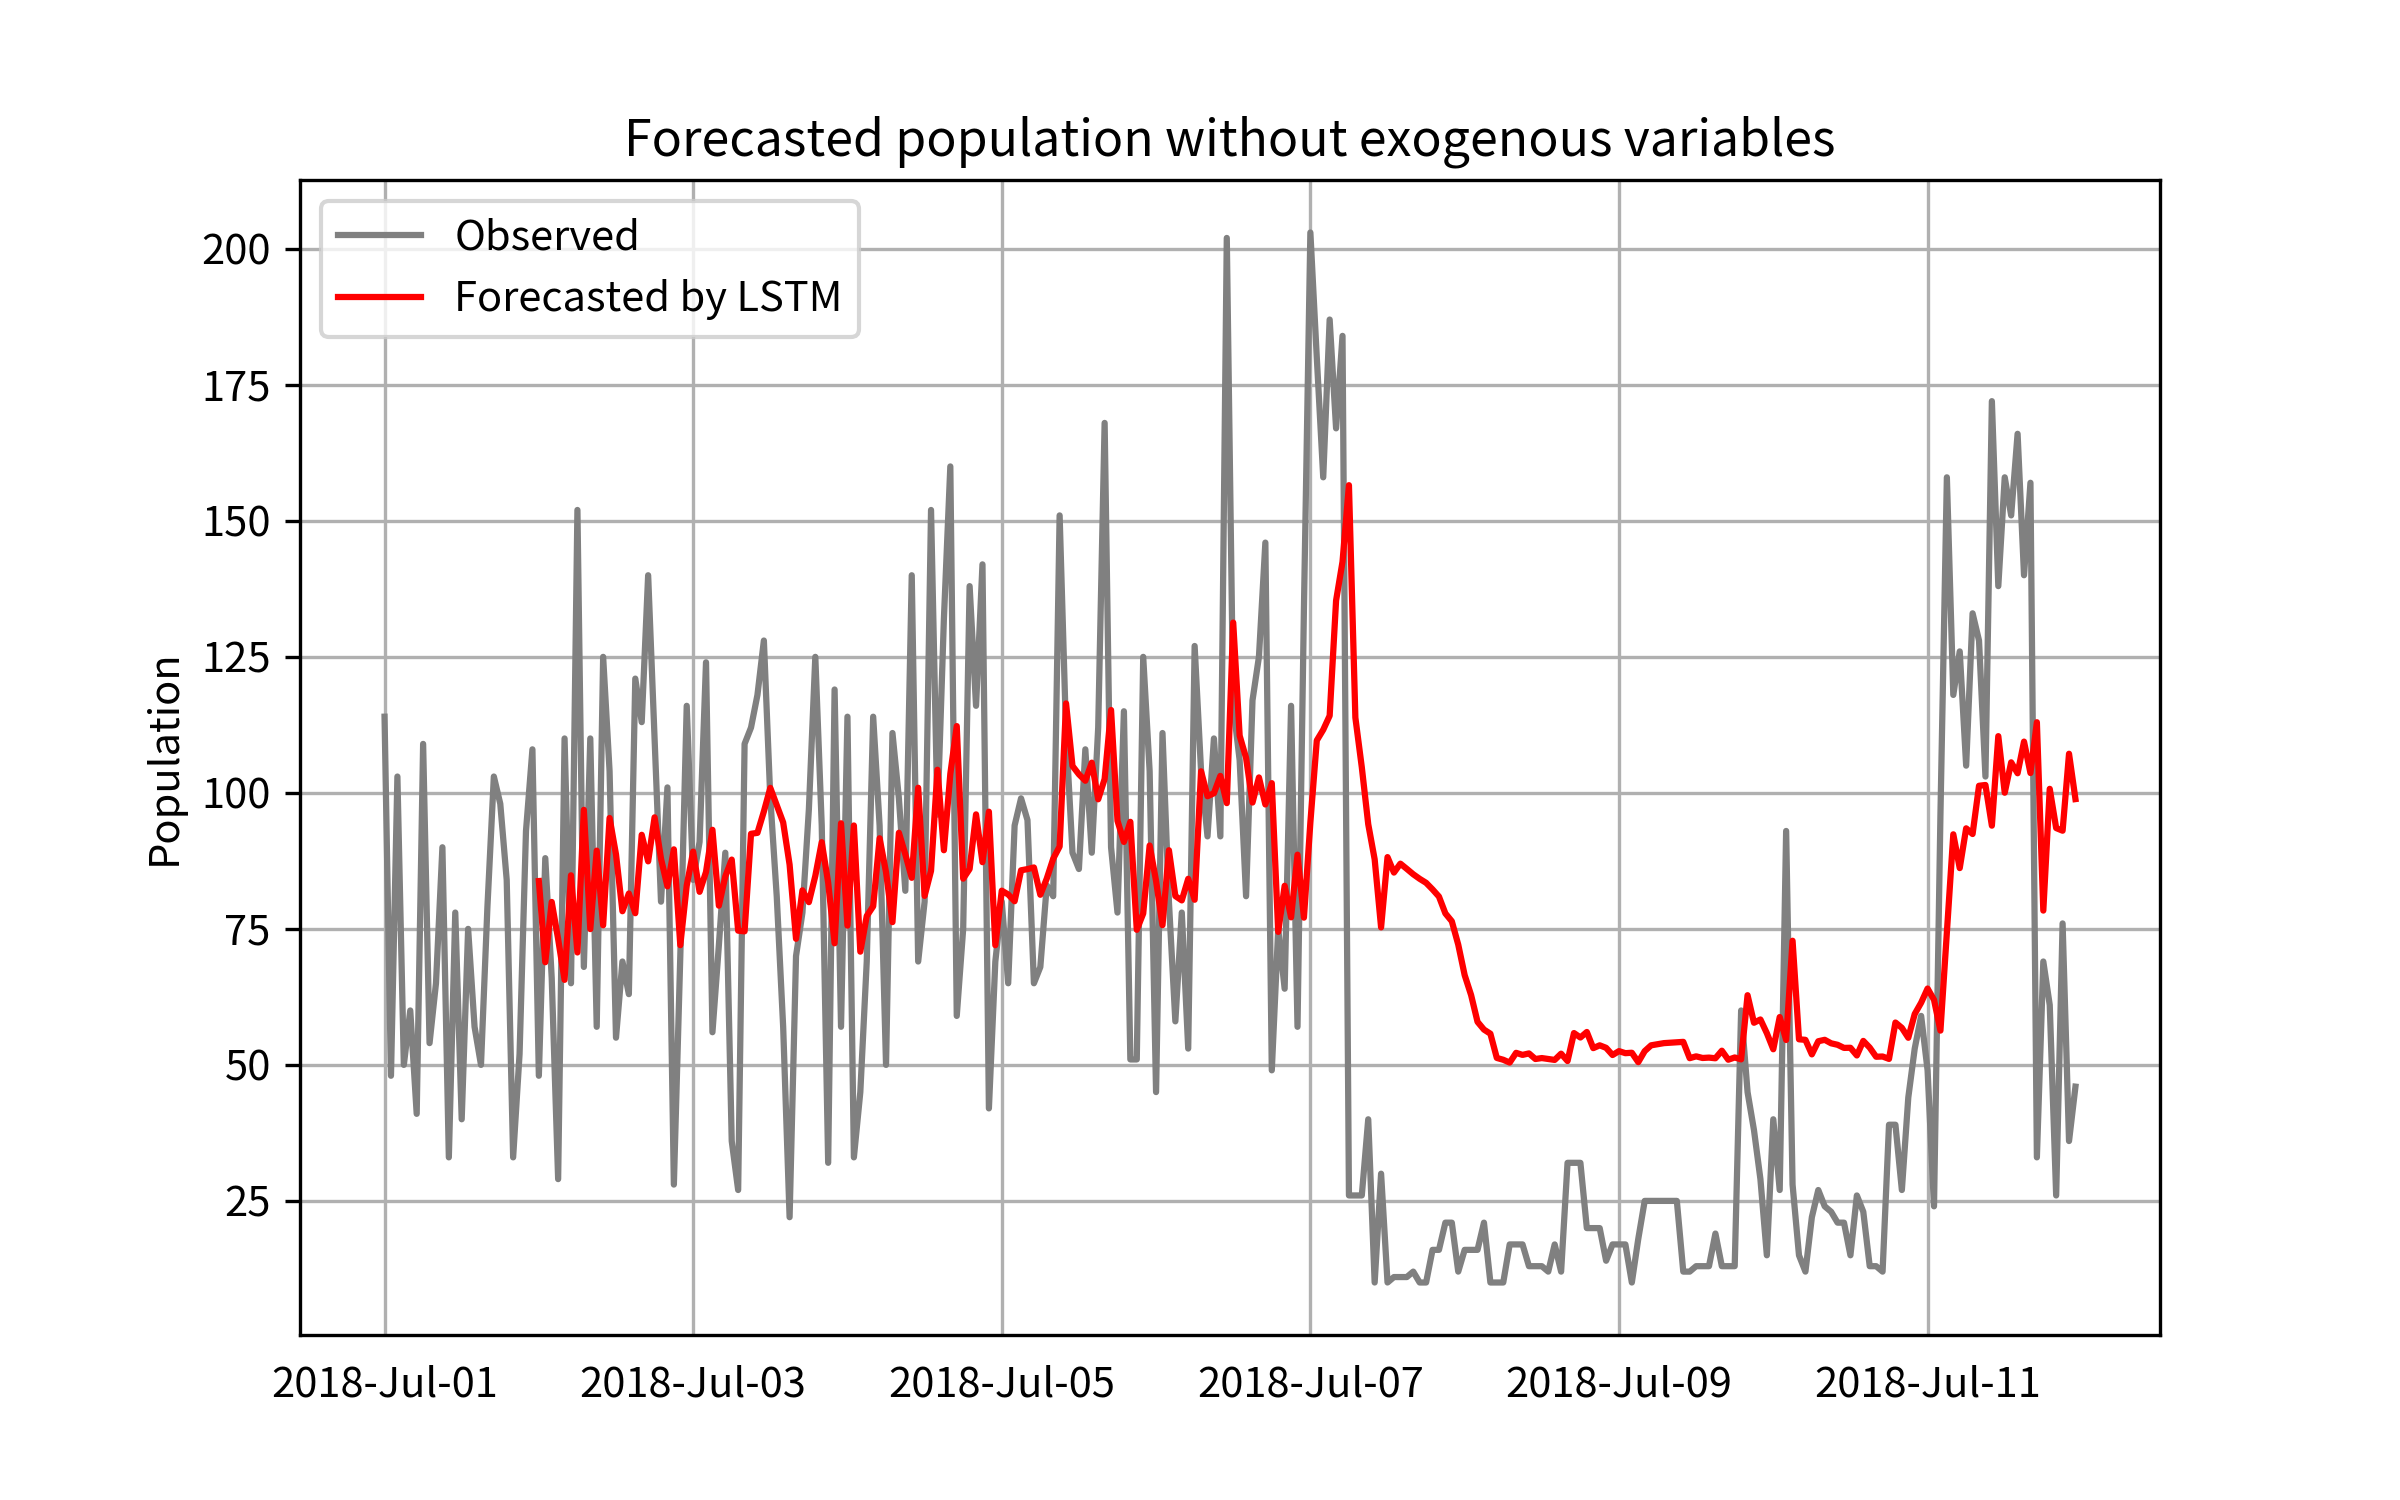 Forecasted population without exogenous variables
Observed
Forecasted by LSTM
Population
200
175
150
125
100
75
50
25
2018-Jul-01
2018-Jul-03
2018-Jul-05
2018-Jul-07
2018-Jul-09
2018-Jul-11